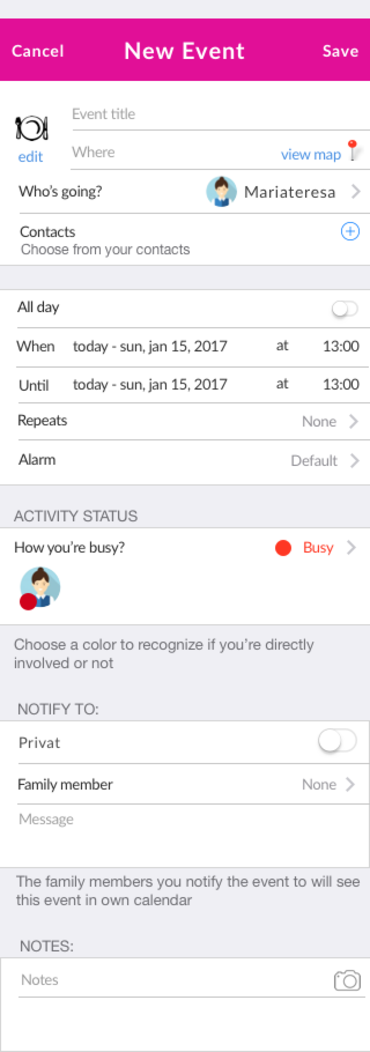 Cancel New Event Save
Event title
edit Where view map
Who's going? Mariateresa
Contacts
Choose from your contacts
All day
When today - sun, jan 15, 2017 at 13:00
Until today - sun, jan 15, 2017 at 13:00
Repeats None
Alarm Default
ACTIVITY STATUS
How you're busy? Busy
Choose a color to recognize if you're directly
involved or not
NOTIFY TO:
Privat
Family member None
Message
The family members you notify the event to will see
this event in own calendar
NOTES:
Notes